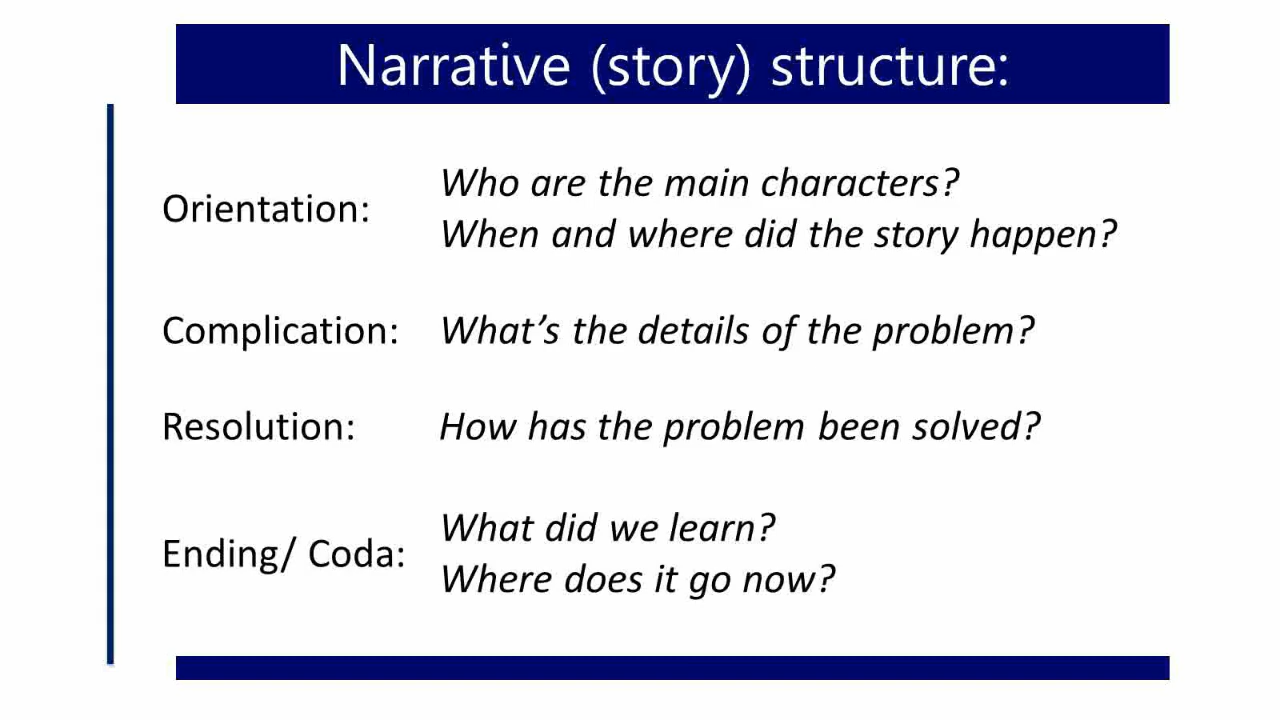 Narrative (story) structure:
Orientation:
Who are the main characters?
When and where did the story happen?
Complication:
What’s the details of the problem?
Resolution:
How has the problem been solved?
Ending/ Coda:
What did we learn?
Where does it go now?